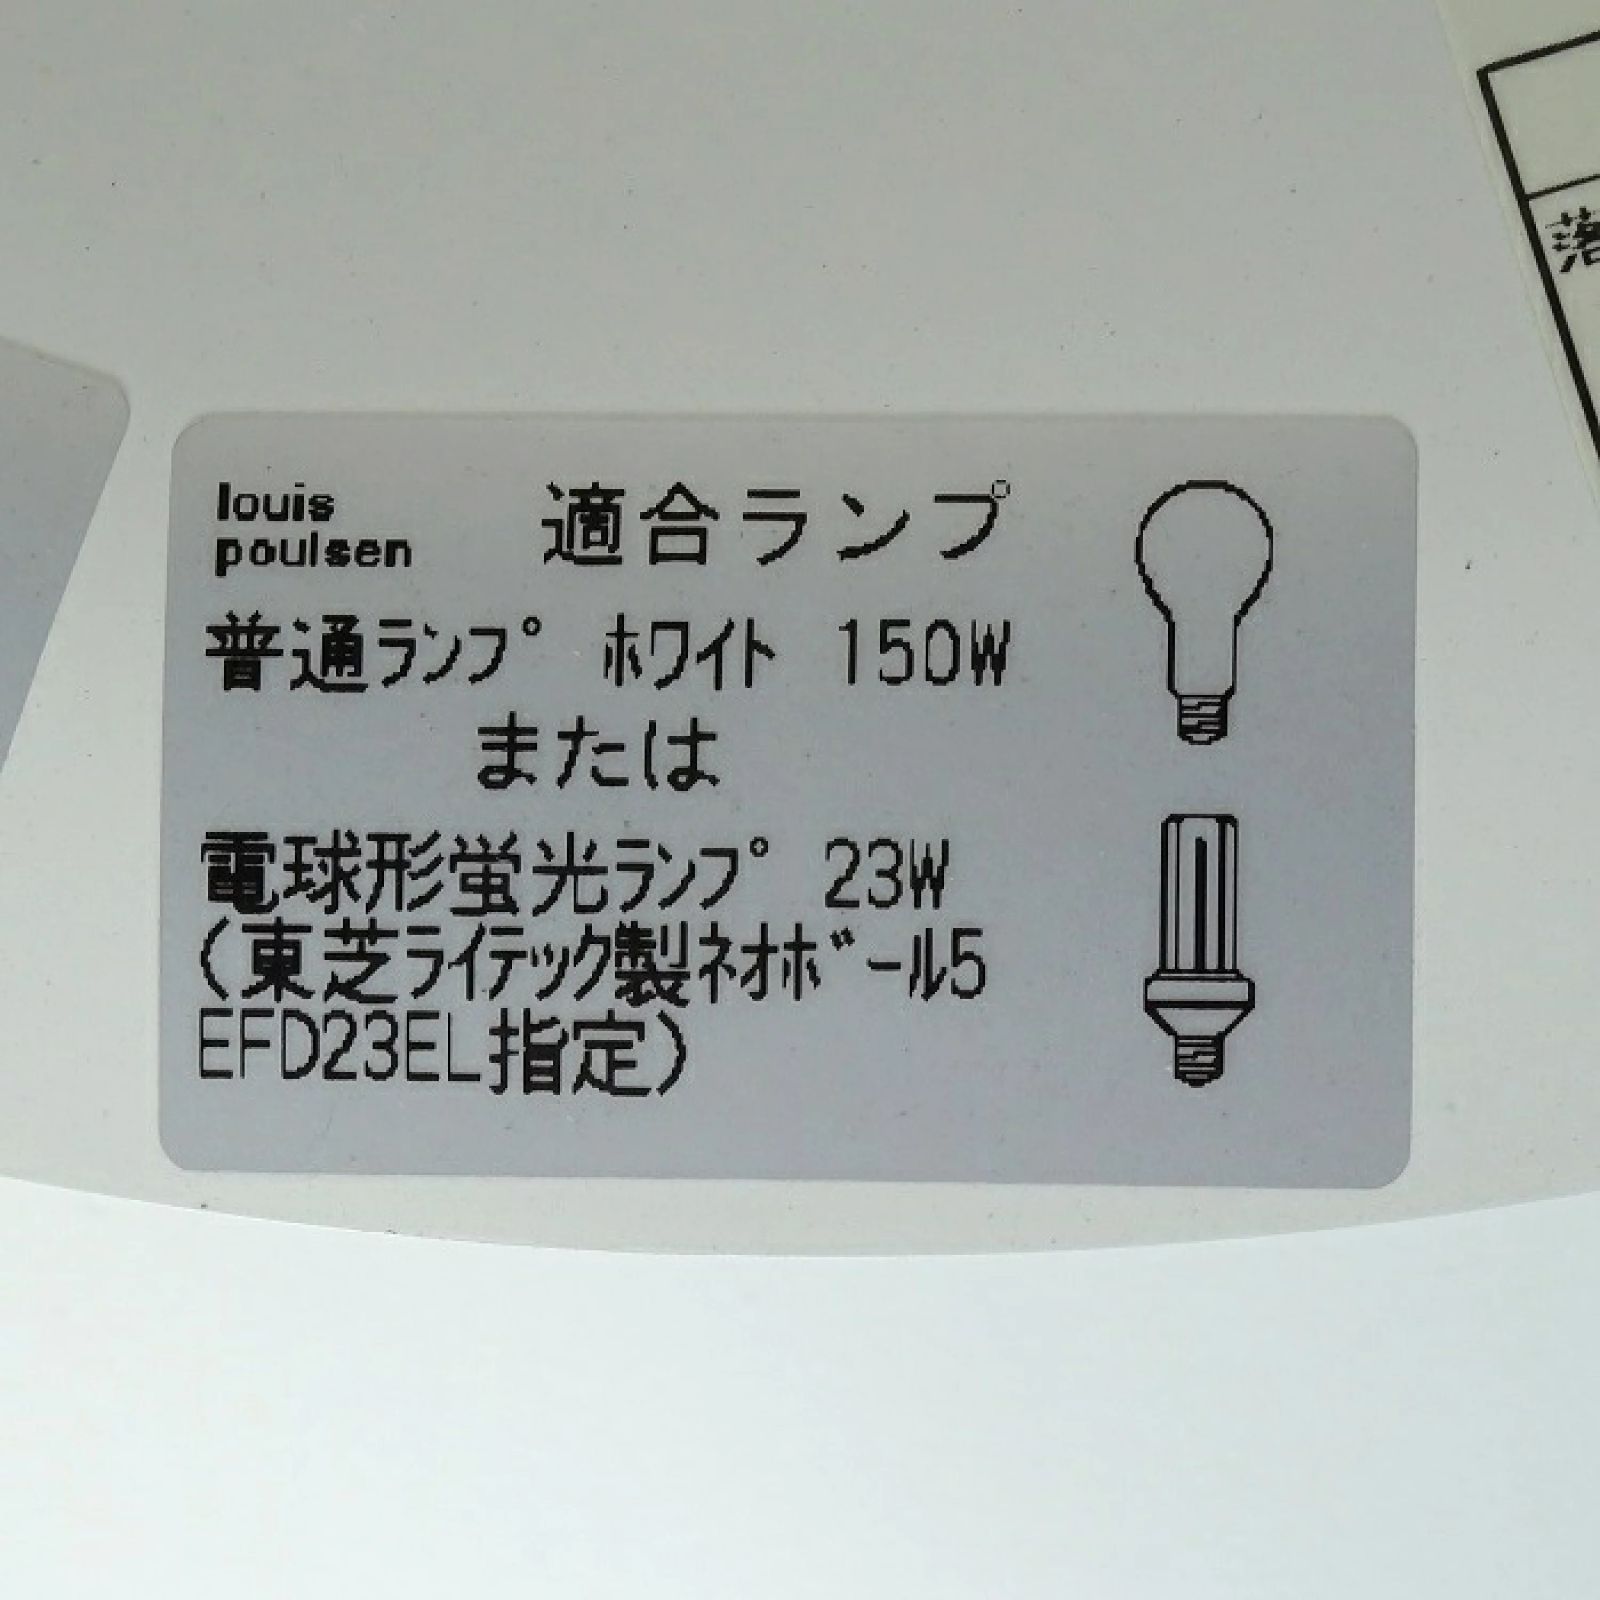 louis
poulsen
適合ランプ
普通ﾗﾝﾌﾟ ﾎﾜｲﾄ 150W
または
電球形蛍光ﾗﾝﾌﾟ 23W
(東芝ﾗｲﾃｯｸ製ﾈｵﾎﾞｰﾙ5
EFD23EL指定)
落